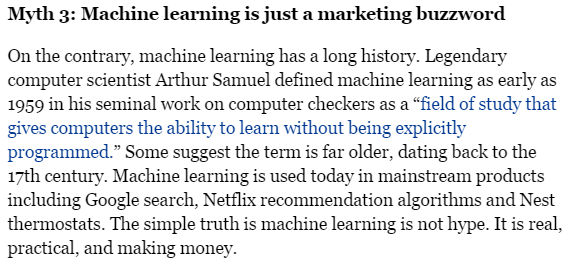 Myth 3: Machine learning is just a marketing buzzword
On the contrary, machine learning has a long history. Legendary
computer scientist Arthur Samuel defined machine learning as early as
1959 in his seminal work on computer checkers as a “field of study that
gives computers the ability to learn without being explicitly
programmed.” Some suggest the term is far older, dating back to the
17th century. Machine learning is used today in mainstream products
including Google search, Netflix recommendation algorithms and Nest
thermostats. The simple truth is machine learning is not hype. It is real,
practical, and making money.